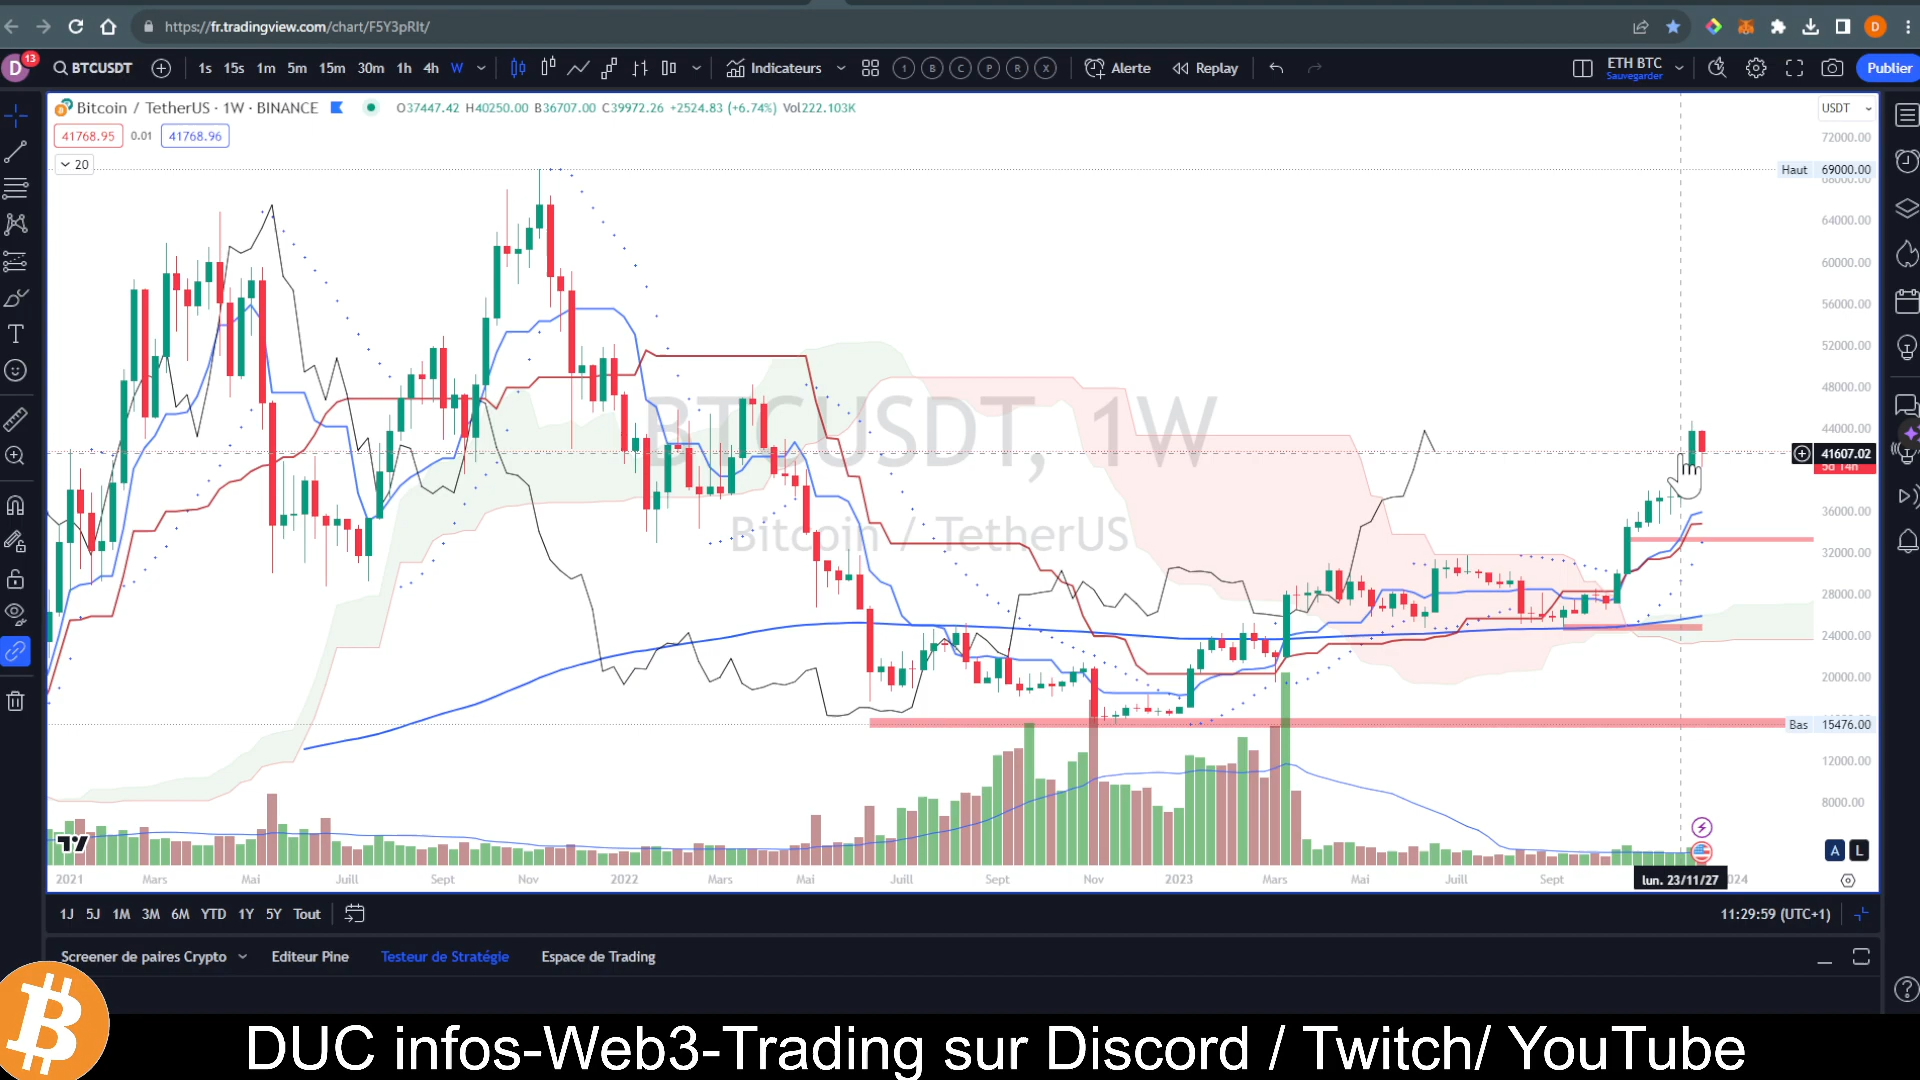 https://fr.tradingview.com/chart/F5Y3pRIt/
D
D 13 BTCUSDT 1s 15s 1m 5m 15m 30m 1h 4h W Indicateurs 1 B C P R X Alerte Replay ETH BTC Sauvegarder Publier
Bitcoin / TetherUS · 1W · BINANCE O37447.42 H40250.00 B36707.00 C39972.26 +2524.83 (+6.74%) Vol222.103K USDT
41768.95 0.01 41768.96
20
72000.00
Haut 69000.00
68000.00
64000.00
60000.00
56000.00
52000.00
48000.00
BTCUSDT, 1W
44000.00
41607.02
5d 14h
36000.00
Bitcoin / TetherUS
32000.00
28000.00
24000.00
20000.00
Bas 15476.00
12000.00
8000.00
A L
2021 Mars Mai Juill Sept Nov 2022 Mars Mai Juill Sept Nov 2023 Mars Mai Juill Sept lun. 23/11/27 024
1J 5J 1M 3M 6M YTD 1Y 5Y Tout 11:29:59 (UTC+1)
Screener de paires Crypto Editeur Pine Testeur de Stratégie Espace de Trading
DUC infos-Web3-Trading sur Discord / Twitch/ YouTube